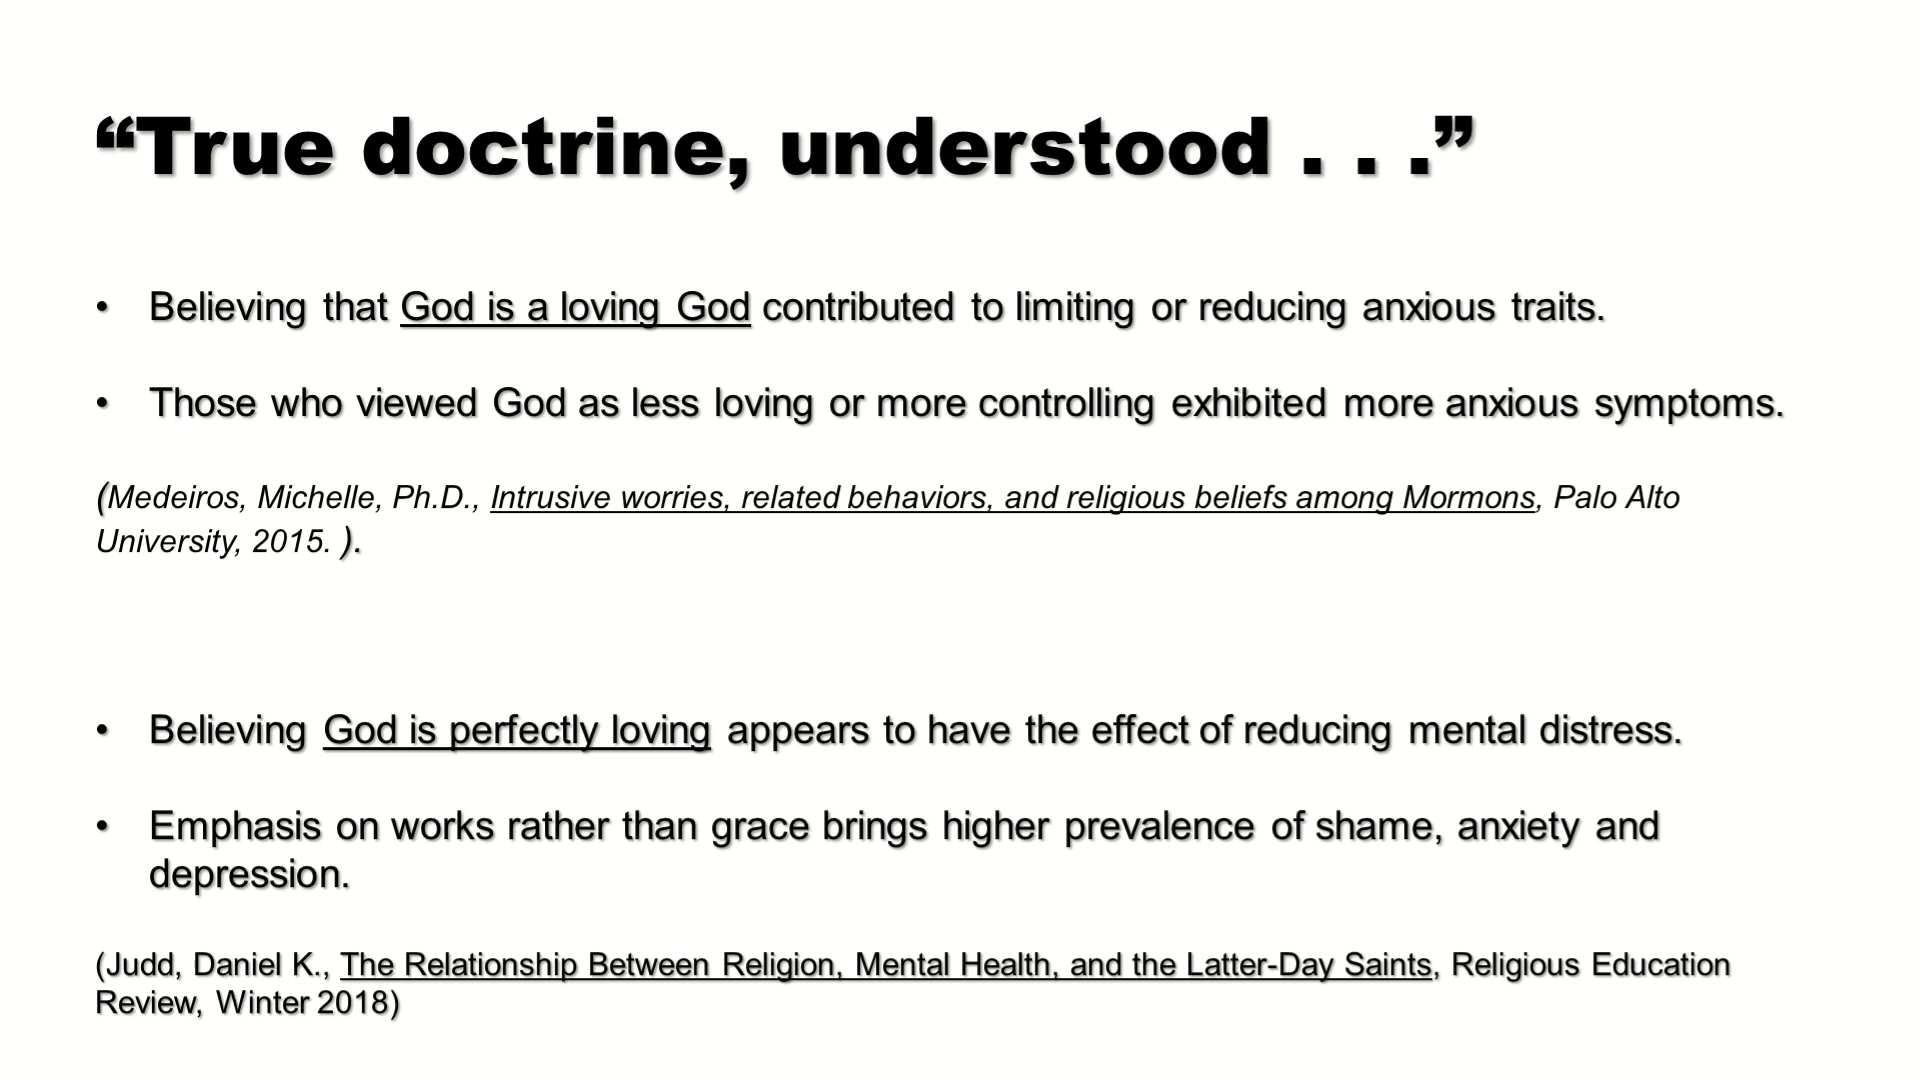 “True doctrine, understood . . .”
• Believing that God is a loving God contributed to limiting or reducing anxious traits.
• Those who viewed God as less loving or more controlling exhibited more anxious symptoms.
(Medeiros, Michelle, Ph.D., Intrusive worries, related behaviors, and religious beliefs among Mormons, Palo Alto
University, 2015. ).
• Believing God is perfectly loving appears to have the effect of reducing mental distress.
• Emphasis on works rather than grace brings higher prevalence of shame, anxiety and
depression.
(Judd, Daniel K., The Relationship Between Religion, Mental Health, and the Latter-Day Saints, Religious Education
Review, Winter 2018)